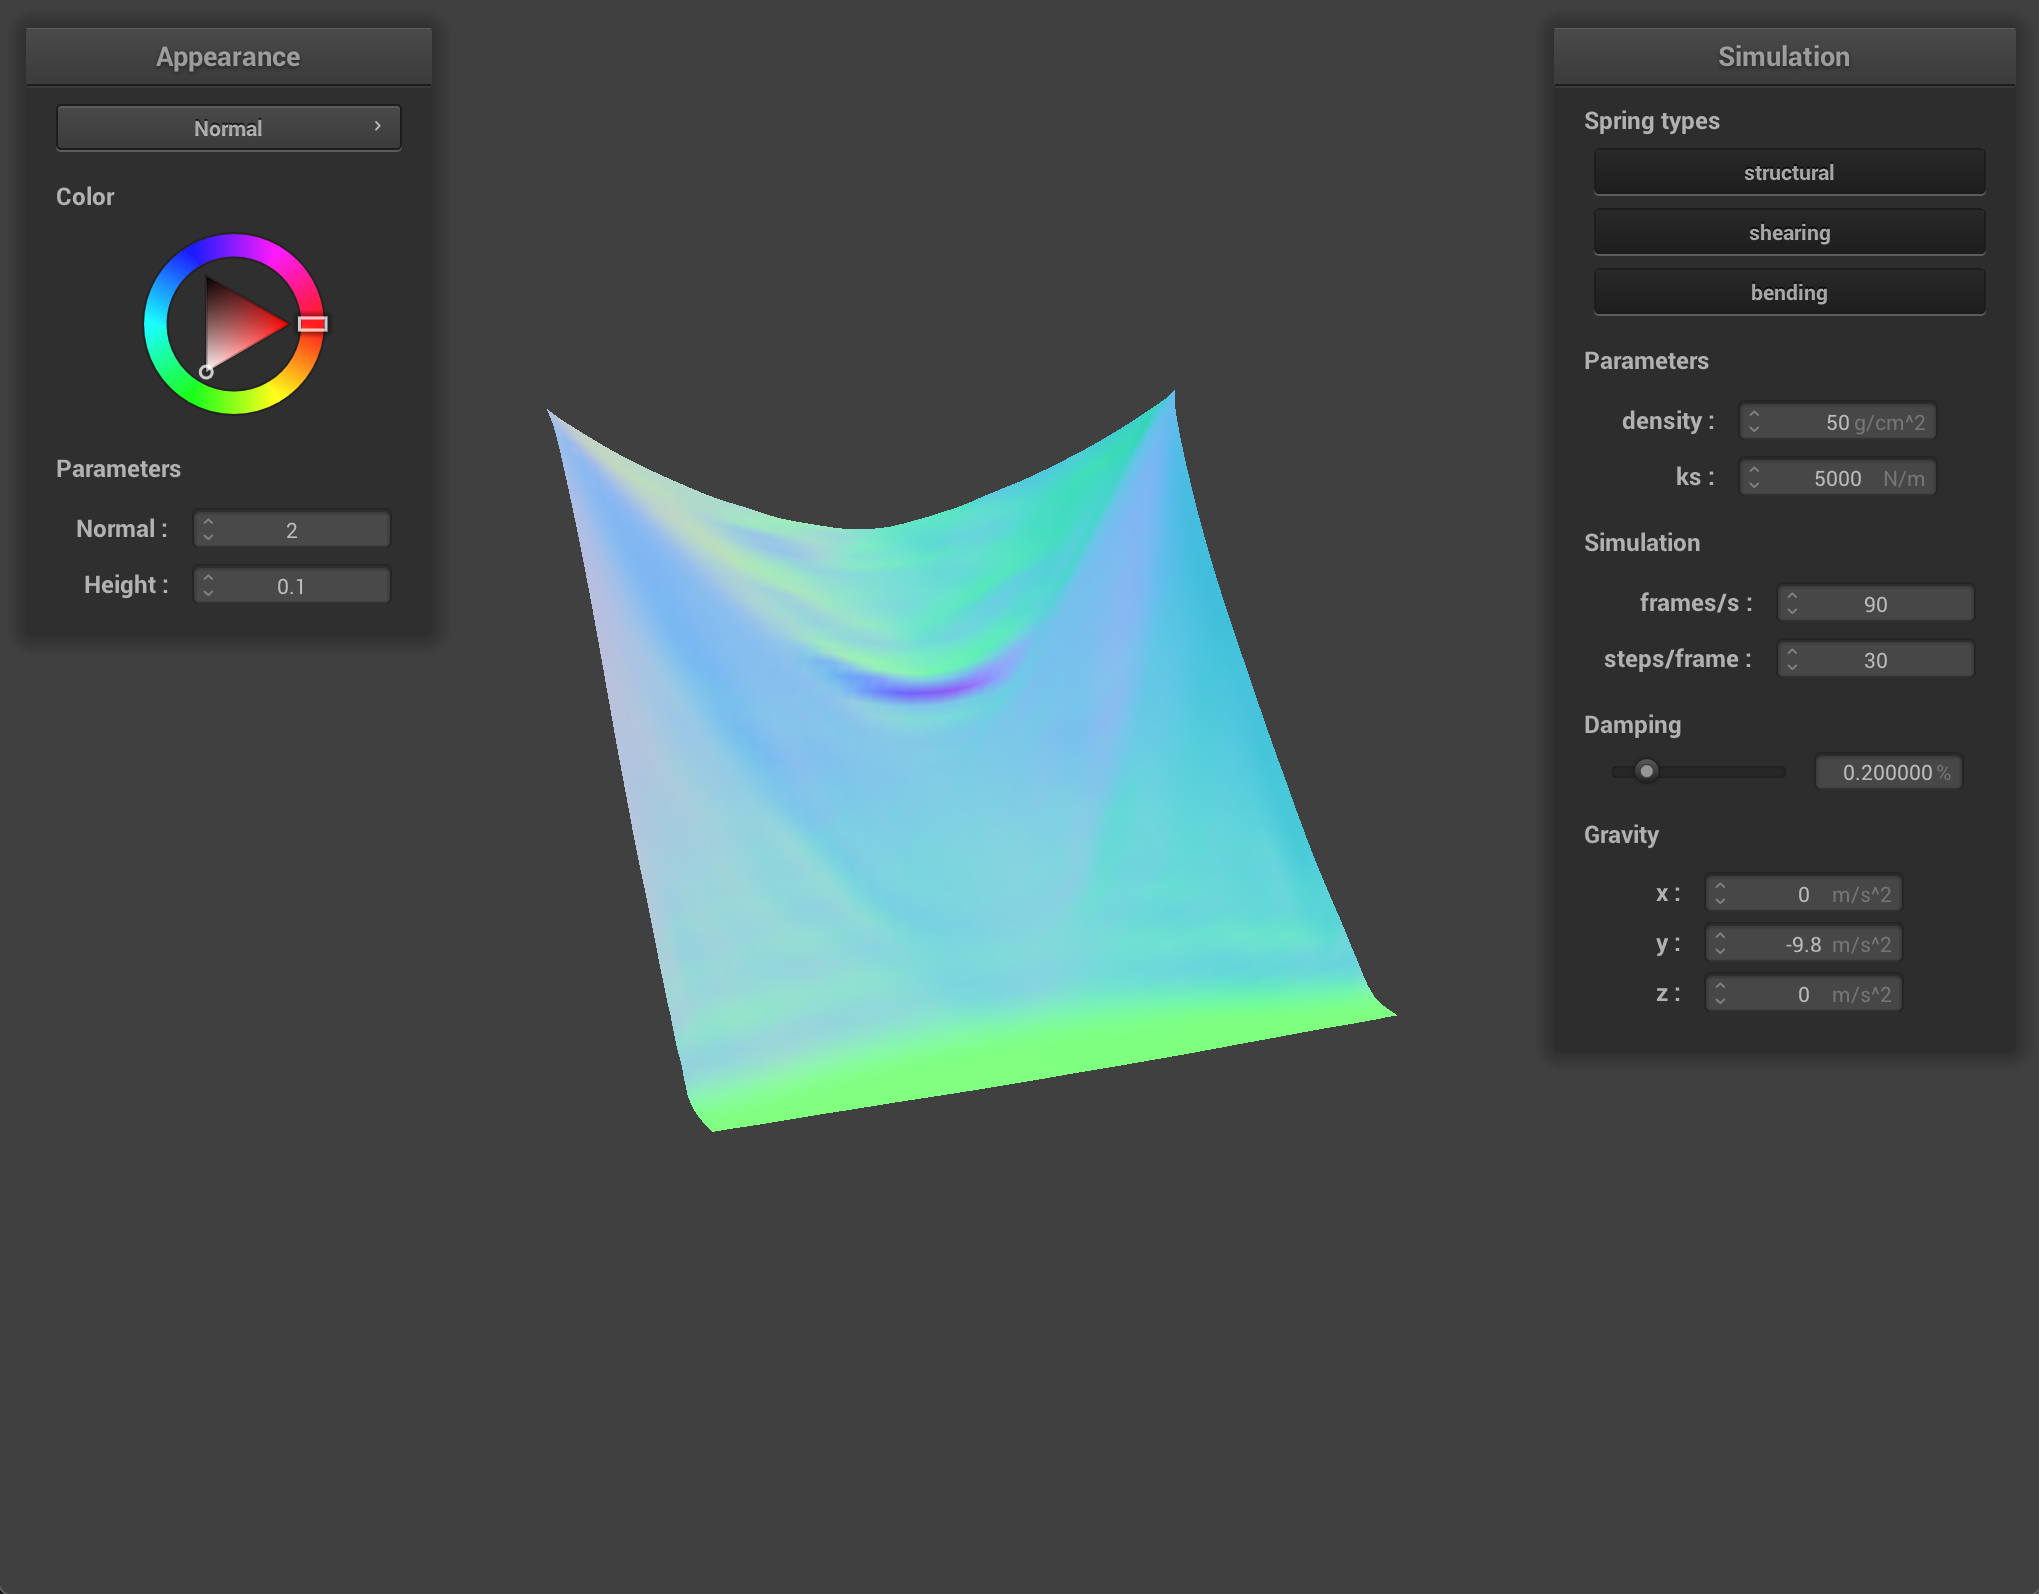 Appearance
Normal
Color
Parameters
Normal : 2
Height : 0.1
Simulation
Spring types
structural
shearing
bending
Parameters
density : 50 g/cm^2
ks : 5000 N/m
Simulation
frames/s : 90
steps/frame : 30
Damping
0.200000 %
Gravity
x : 0 m/s^2
y : -9.8 m/s^2
z : 0 m/s^2